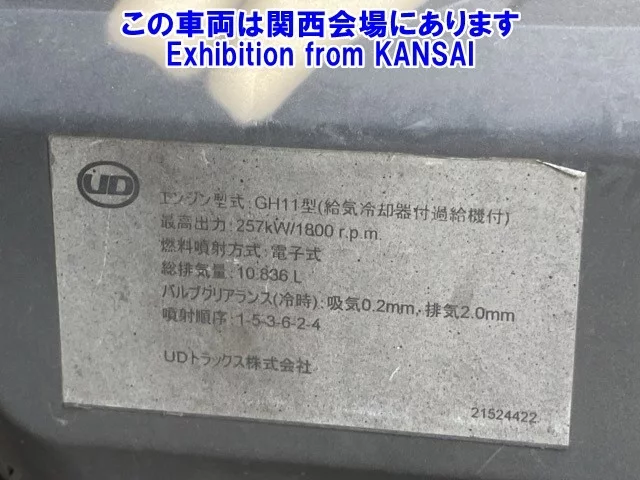 この車両は関西会場にあります
Exhibition from KANSAI
UD
エンジン型式：GH11型(給気冷却器付過給機付)
最高出力：257kW/1800 r.p.m.
燃料噴射方式：電子式
総排気量：10.836 L
バルブクリアランス(冷時)：吸気0.2mm，排気2.0mm
噴射順序：1-5-3-6-2-4
UDトラックス株式会社
21524422